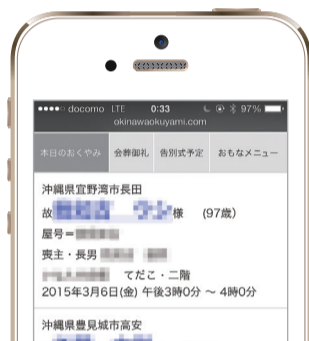 docomo LTE 0:33 97%
okinawaokuyami.com
本日のおくやみ 会葬御礼 告別式予定 おもなメニュー
沖縄県宜野湾市長田
故 様 (97歳)
屋号=
喪主・長男
てだこ・二階
2015年3月6日(金) 午後3時0分 ~ 4時0分
沖縄県豊見城市高安